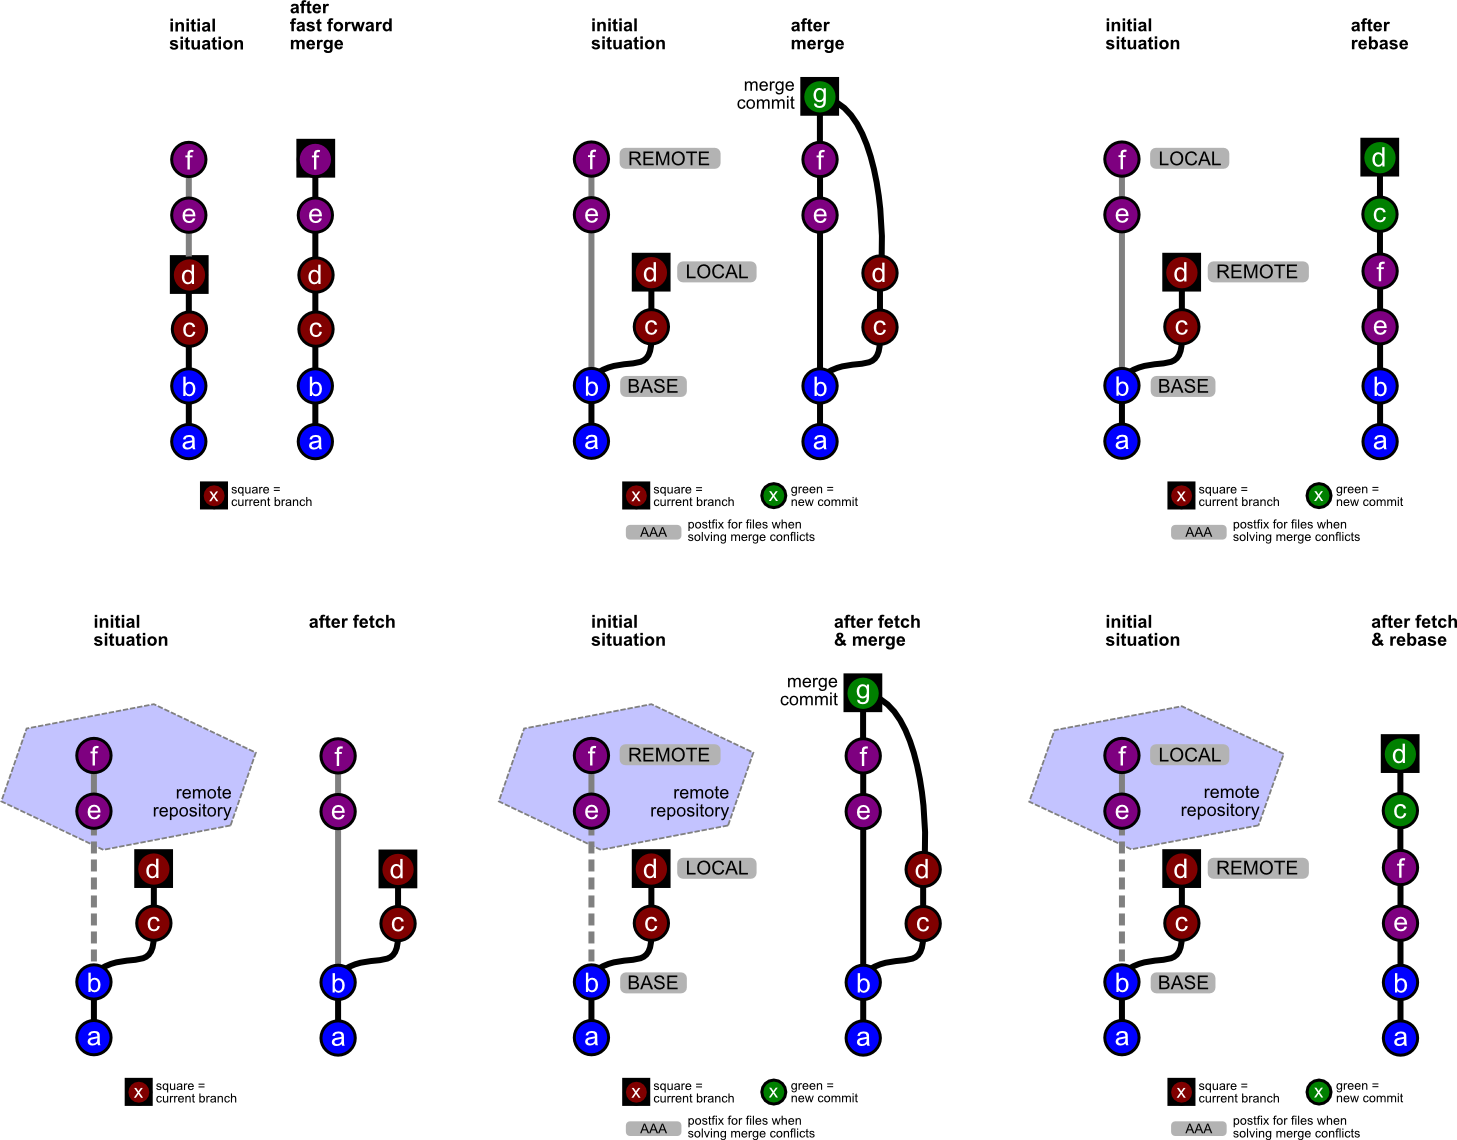 initial
situation
after
fast forward
merge
f
e
d
c
b
a
f
e
d
c
b
a
x
square =
current branch
initial
situation
after
merge
merge
commit
g
f
REMOTE
e
d
LOCAL
c
b
BASE
a
f
e
d
c
b
a
x
square =
current branch
x
green =
new commit
AAA
postfix for files when
solving merge conflicts
initial
situation
after
rebase
f
LOCAL
e
d
REMOTE
c
b
BASE
a
d
c
f
e
b
a
x
square =
current branch
x
green =
new commit
AAA
postfix for files when
solving merge conflicts
initial
situation
after fetch
f
e
remote
repository
d
c
b
a
f
e
d
c
b
a
x
square =
current branch
initial
situation
after fetch
& merge
merge
commit
g
f
REMOTE
e
remote
repository
d
LOCAL
c
b
BASE
a
f
e
d
c
b
a
x
square =
current branch
x
green =
new commit
AAA
postfix for files when
solving merge conflicts
initial
situation
after fetch
& rebase
f
LOCAL
e
remote
repository
d
REMOTE
c
b
BASE
a
d
c
f
e
b
a
x
square =
current branch
x
green =
new commit
AAA
postfix for files when
solving merge conflicts